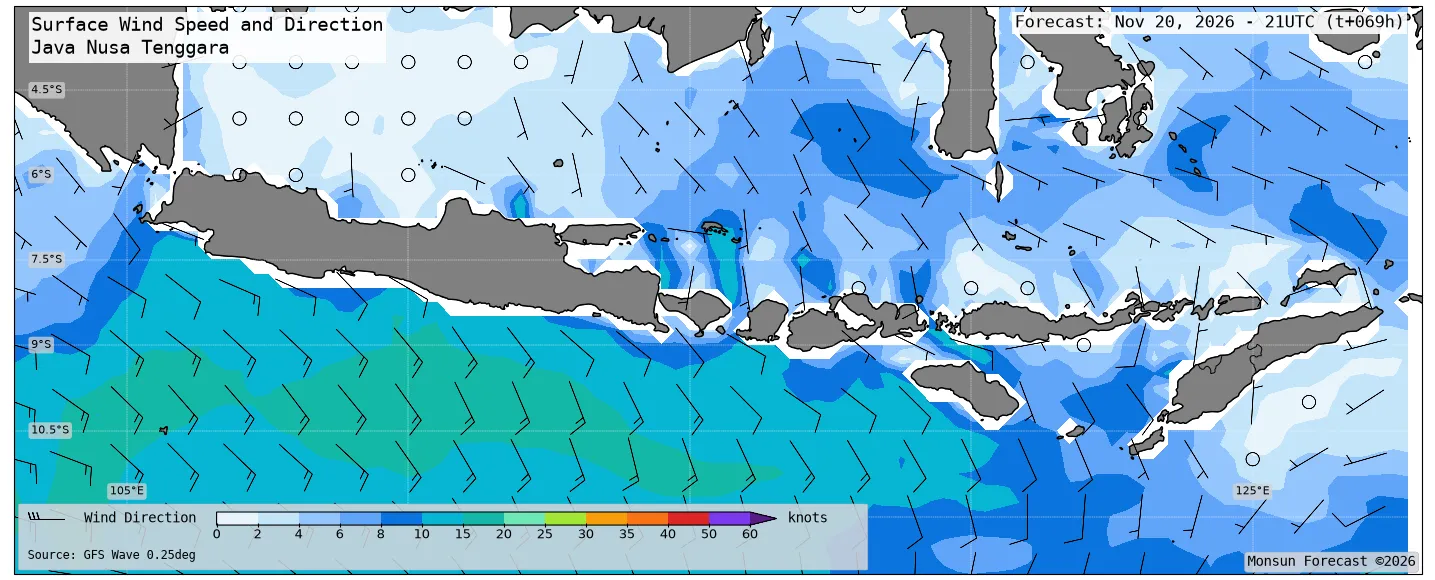 Surface Wind Speed and Direction
Java Nusa Tenggara
Forecast: Nov 20, 2026 - 21UTC (t+069h)
4.5°S
6°S
7.5°S
9°S
10.5°S
105°E
125°E
Wind Direction
0 2 4 6 8 10 15 20 25 30 35 40 50 60
knots
Source: GFS Wave 0.25deg
Monsun Forecast ©2026